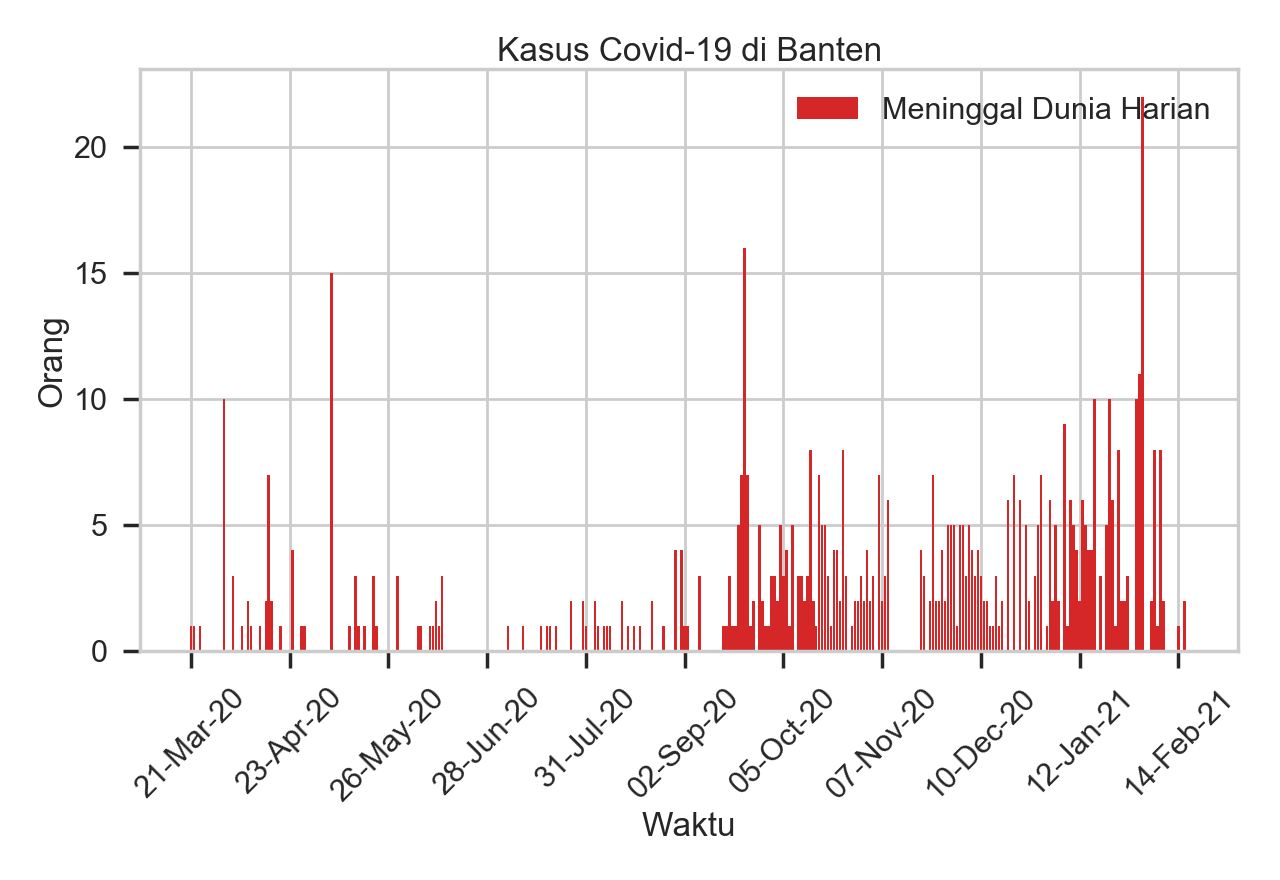 Kasus Covid-19 di Banten
Meninggal Dunia Harian
Orang
20
15
10
5
0
21-Mar-20
23-Apr-20
26-May-20
28-Jun-20
31-Jul-20
02-Sep-20
05-Oct-20
07-Nov-20
10-Dec-20
12-Jan-21
14-Feb-21
Waktu